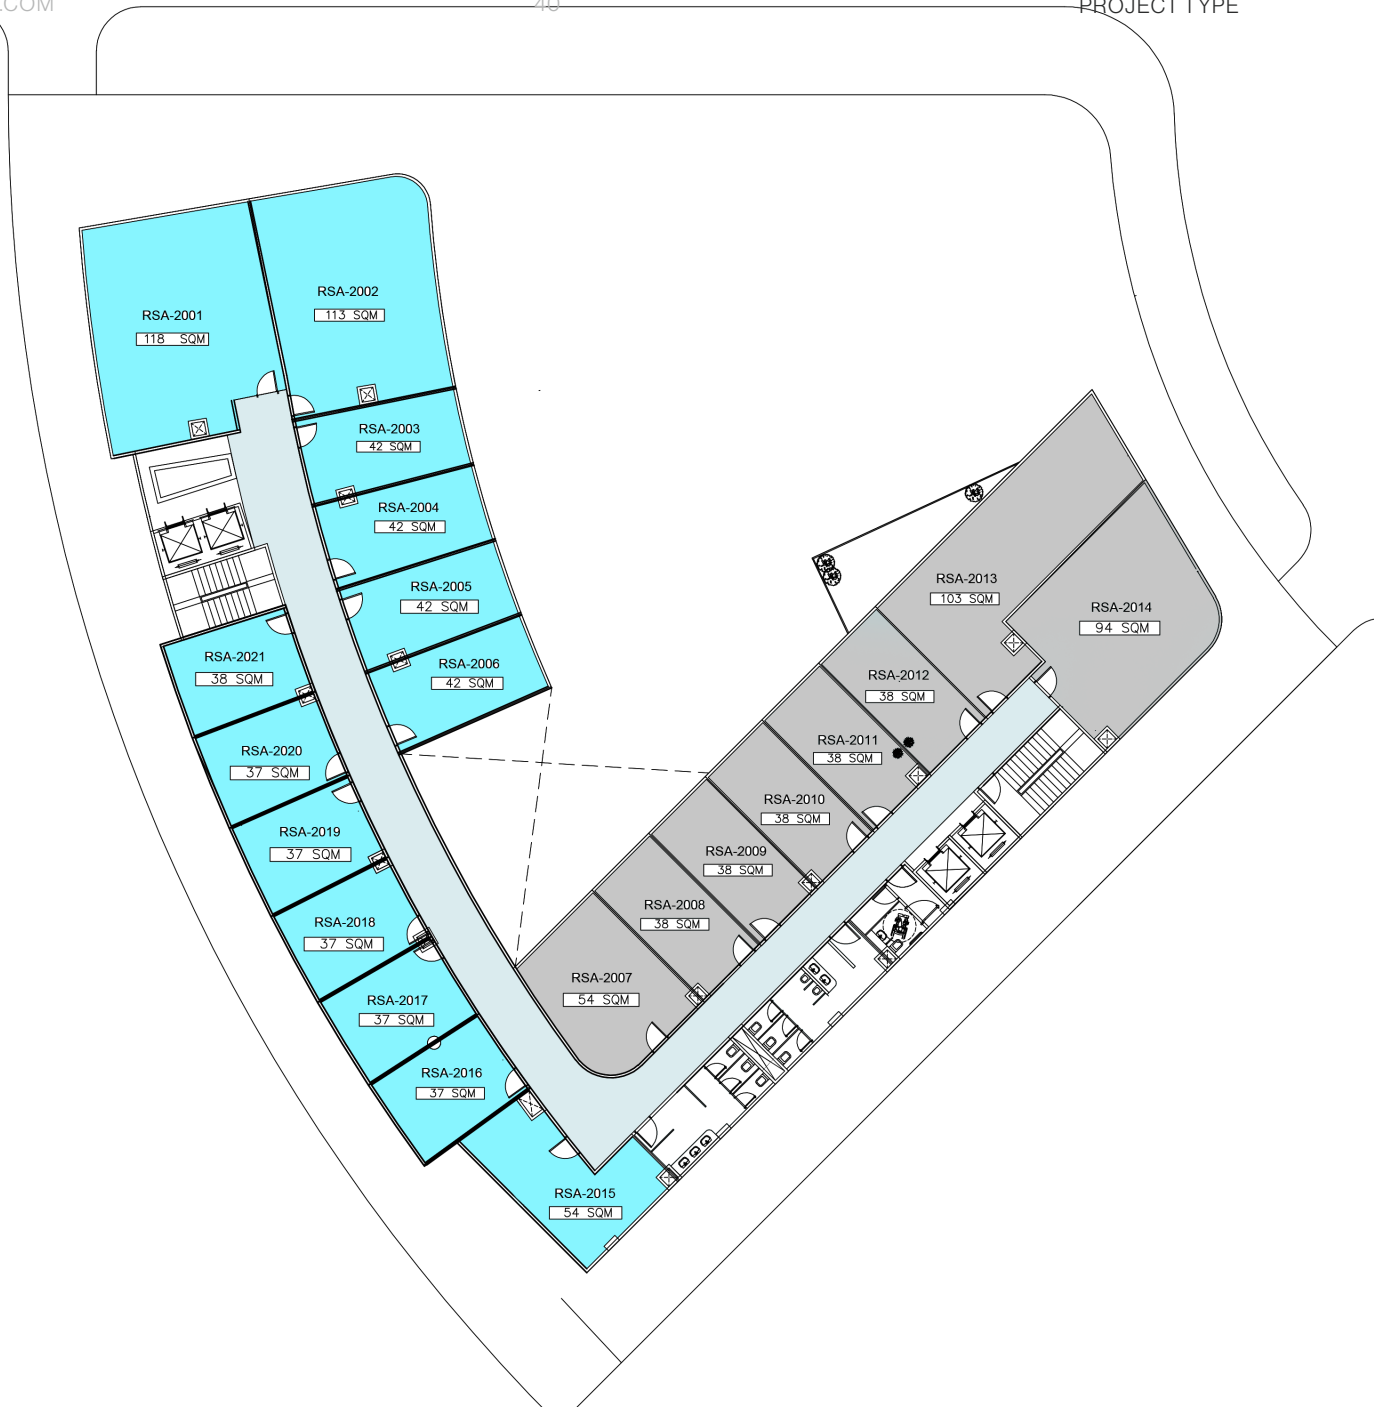 .COM
40
PROJECT TYPE
RSA-2001
118 SQM
RSA-2002
113 SQM
RSA-2003
42 SQM
RSA-2004
42 SQM
RSA-2005
42 SQM
RSA-2006
42 SQM
RSA-2021
38 SQM
RSA-2020
37 SQM
RSA-2019
37 SQM
RSA-2018
37 SQM
RSA-2017
37 SQM
RSA-2016
37 SQM
RSA-2015
54 SQM
RSA-2007
54 SQM
RSA-2008
38 SQM
RSA-2009
38 SQM
RSA-2010
38 SQM
RSA-2011
38 SQM
RSA-2012
38 SQM
RSA-2013
103 SQM
RSA-2014
94 SQM